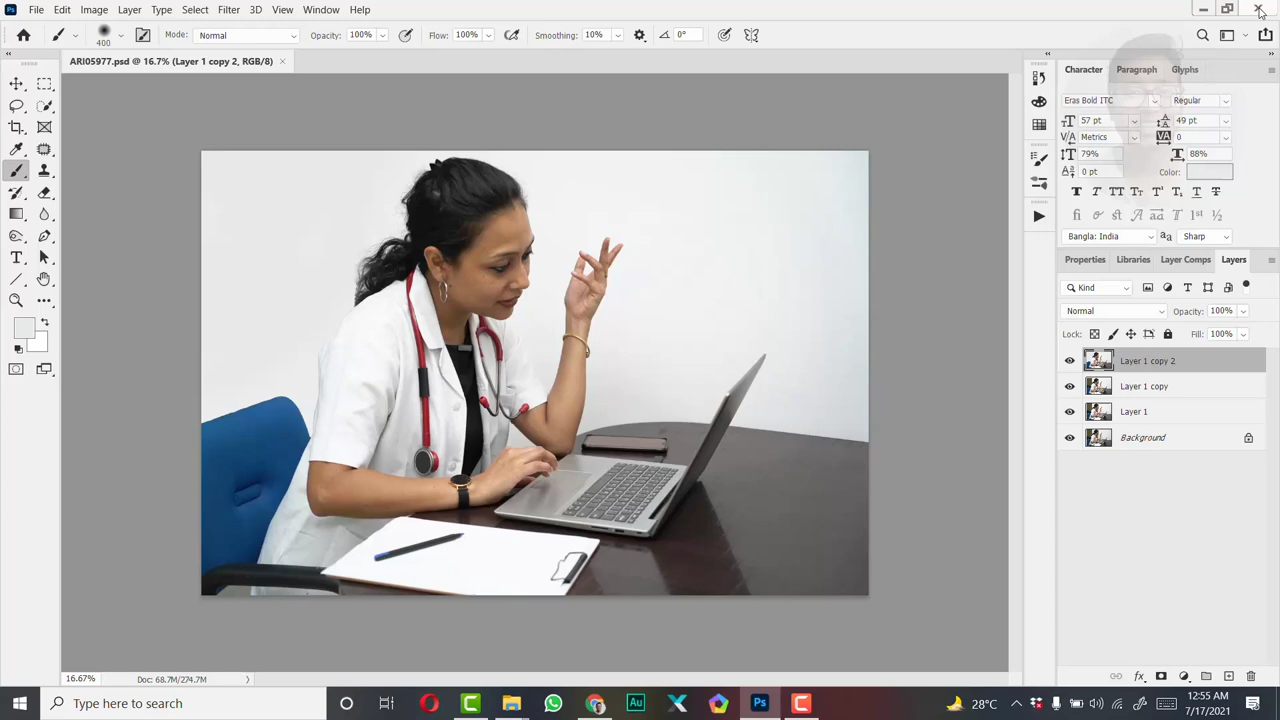 Ps File Edit Image Layer Type Select Filter 3D View Window Help
400 Mode: Normal Opacity: 100% Flow: 100% Smoothing: 10% 0°
ARI05977.psd @ 16.7% (Layer 1 copy 2, RGB/8)
Character Paragraph Glyphs
Eras Bold ITC Regular
57 pt 49 pt
Metrics 0
79% 88%
0 pt Color:
Bangla: India Sharp
Properties Libraries Layer Comps Layers
Kind
Normal Opacity: 100%
Lock: Fill: 100%
Layer 1 copy 2
Layer 1 copy
Layer 1
Background
16.67% Doc: 68.7M/274.7M
Type here to search
Au Ps
28°C
12:55 AM
7/17/2021